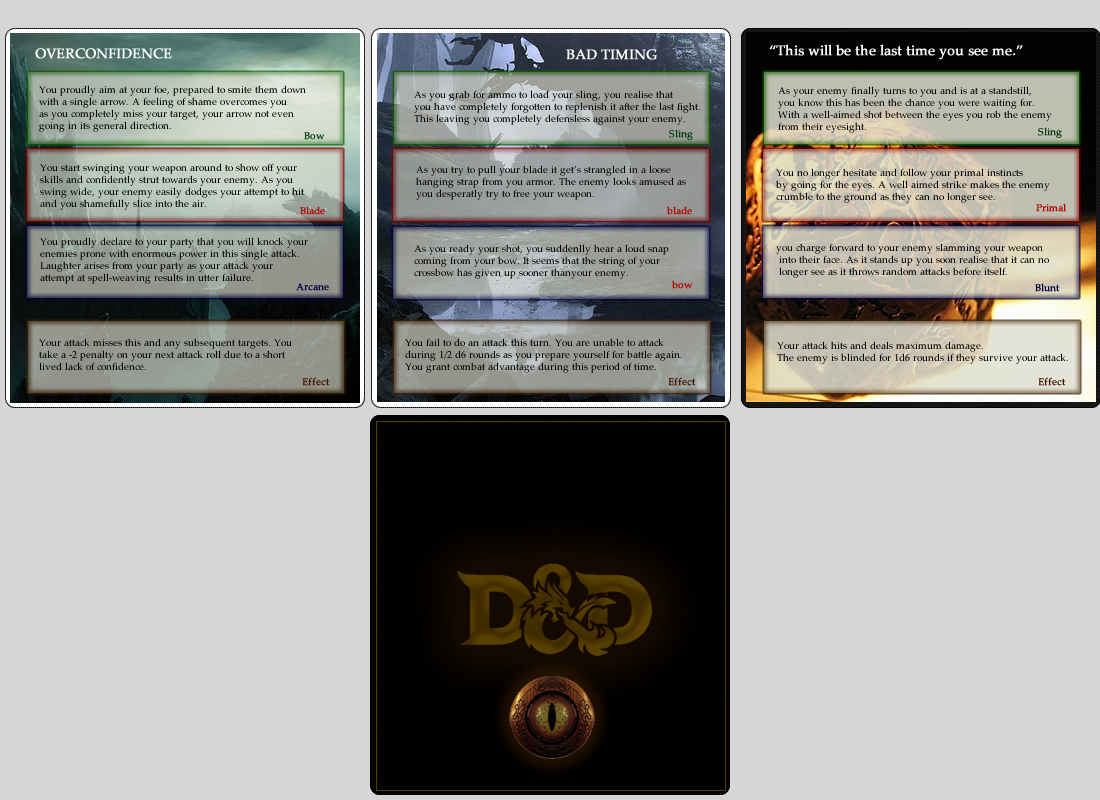 OVERCONFIDENCE
You proudly aim at your foe, prepared to smite them down
with a single arrow. A feeling of shame overcomes you
as you completely miss your target, your arrow not even
going in its general direction.
Bow
You start swinging your weapon around to show off your
skills and confidently strut towards your enemy. As you
swing wide, your enemy easily dodges your attempt to hit
and you shamefully slice into the air.
Blade
You proudly declare to your party that you will knock your
enemies prone with enormous power in this single attack.
Laughter arises from your party as your attack your
attempt at spell-weaving results in utter failure.
Arcane
Your attack misses this and any subsequent targets. You
take a -2 penalty on your next attack roll due to a short
lived lack of confidence.
Effect
BAD TIMING
As you grab for ammo to load your sling, you realise that
you have completely forgotten to replenish it after the last fight.
This leaving you completely defensless against your enemy.
Sling
As you try to pull your blade it get's strangled in a loose
hanging strap from you armor. The enemy looks amused as
you desperatly try to free your weapon.
blade
As you ready your shot, you suddenlly hear a loud snap
coming from your bow. It seems that the string of your
crossbow has given up sooner thanyour enemy.
bow
You fail to do an attack this turn. You are unable to attack
during 1/2 d6 rounds as you prepare yourself for battle again.
You grant combat advantage during this period of time.
Effect
“This will be the last time you see me.”
As your enemy finally turns to you and is at a standstill,
you know this has been the chance you were waiting for.
With a well-aimed shot between the eyes you rob the enemy
from their eyesight.
Sling
You no longer hesitate and follow your primal instincts
by going for the eyes. A well aimed strike makes the enemy
crumble to the ground as they can no longer see.
Primal
you charge forward to your enemy slamming your weapon
into their face. As it stands up you soon realise that it can no
longer see as it throws random attacks before itself.
Blunt
Your attack hits and deals maximum damage.
The enemy is blinded for 1d6 rounds if they survive your attack.
Effect
D&D